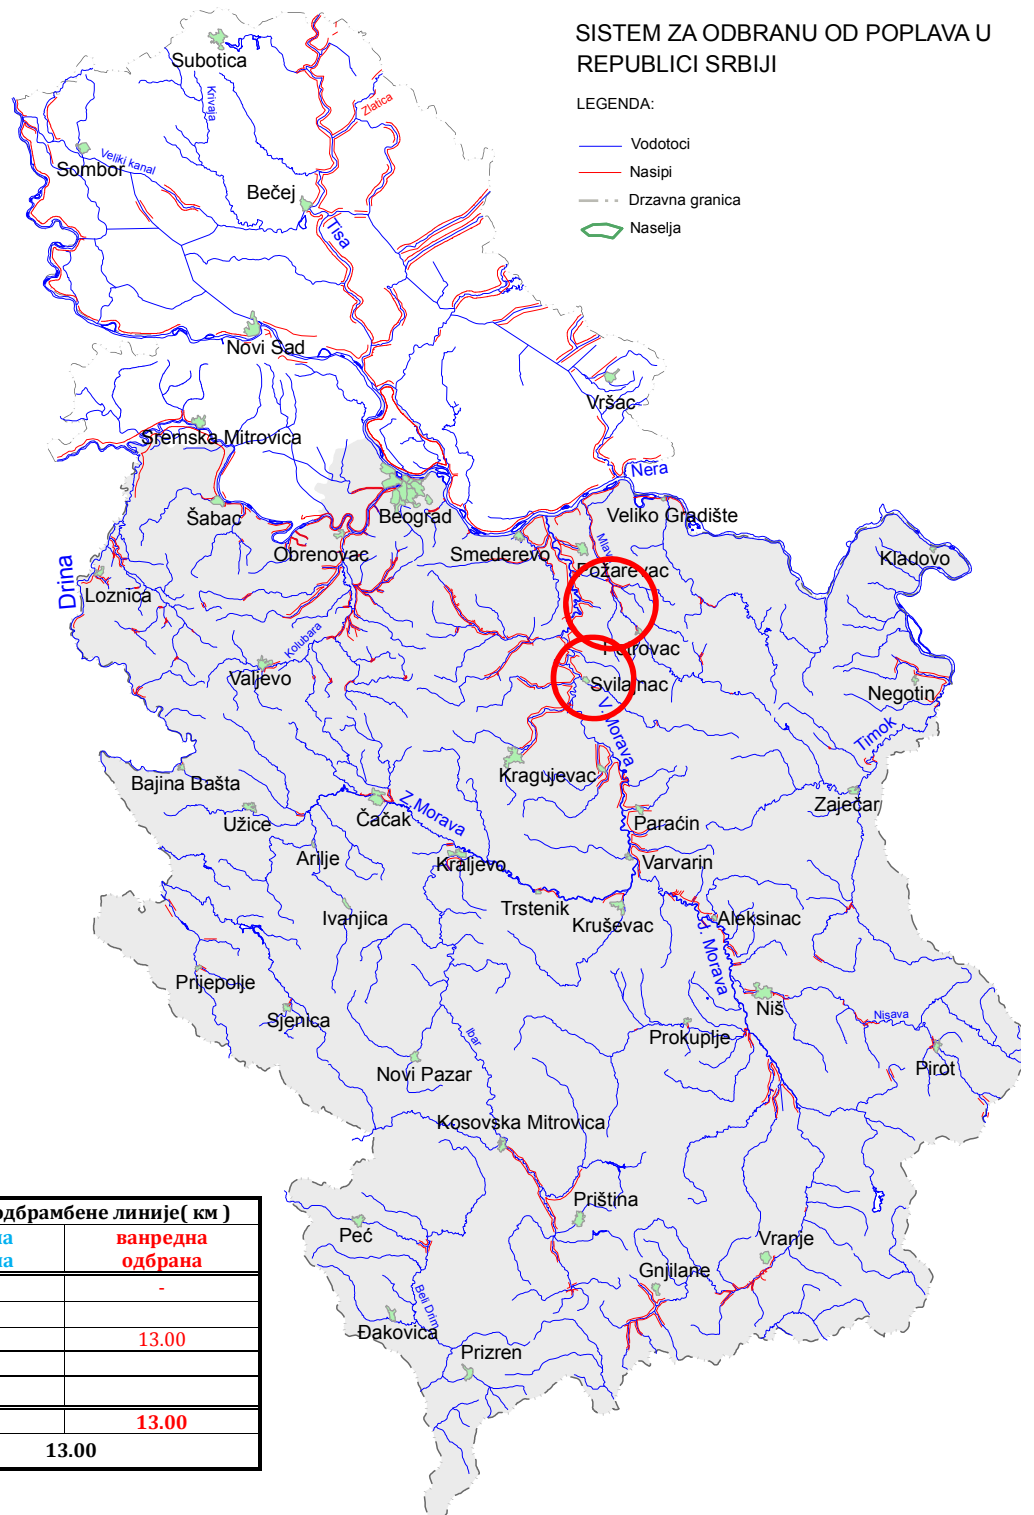 SISTEM ZA ODBRANU OD POPLAVA U
REPUBLICI SRBIJI
LEGENDA:
Vodotoci
Nasipi
Drzavna granica
Naselja
Subotica
Krivaja
Zlatica
Sombor
Veliki kanal
Bečej
Tisa
Novi Sad
Vršac
Sremska Mitrovica
Nera
Šabac
Beograd
Veliko Gradište
Obrenovac
Smederevo
Kladovo
Drina
Loznica
Požarevac
Kolubara
Petrovac
Valjevo
Svilajnac
Negotin
V. Morava
Timok
Bajina Bašta
Kragujevac
Užice
Čačak
Z. Morava
Paraćin
Zaječar
Arilje
Kraljevo
Varvarin
Ivanjica
Trstenik
Kruševac
Aleksinac
J. Morava
Prijepolje
Sjenica
Niš
Nisava
Ibar
Prokuplje
Pirot
Novi Pazar
Kosovska Mitrovica
Priština
Peć
Vranje
Gnjilane
Beli Drim
Đakovica
Prizren
одбрамбене линије( км )
ванредна
одбрана
-
13.00
13.00
13.00